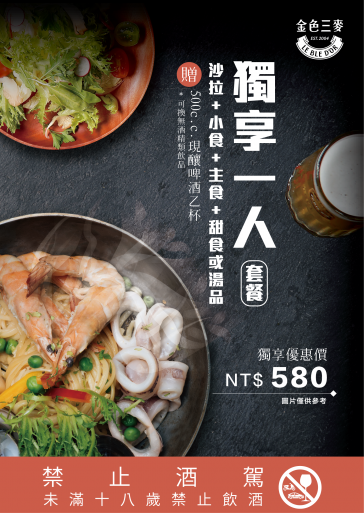 金色三麥
EST. 2004
LE BLE D'OR
獨享一人
套餐
沙拉+小食+主食+甜食或湯品
贈
500c.c.現釀啤酒乙杯
*可換無酒精類飲品
獨享優惠價
NT$ 580
圖片僅供參考
禁止酒駕
未滿十八歲禁止飲酒